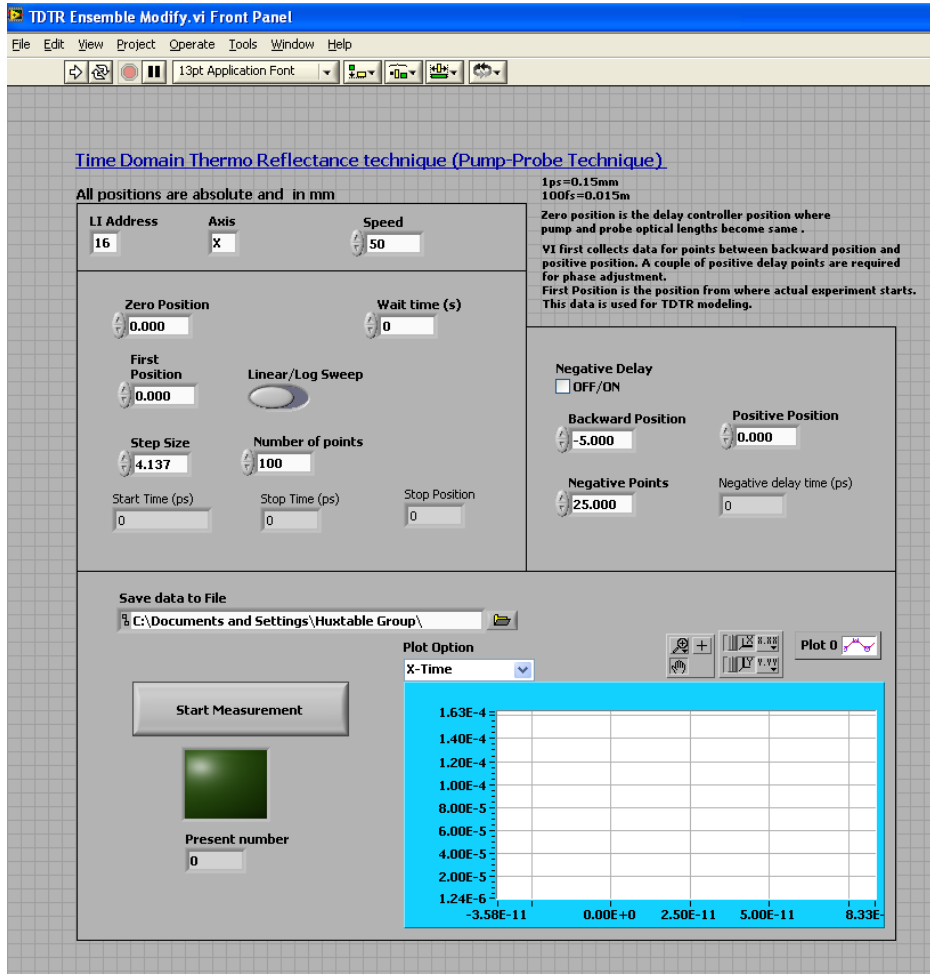 TDTR Ensemble Modify.vi Front Panel
File Edit View Project Operate Tools Window Help
13pt Application Font
Time Domain Thermo Reflectance technique (Pump-Probe Technique)
All positions are absolute and in mm
1ps=0.15mm
100fs=0.015m
Zero position is the delay controller position where
pump and probe optical lengths become same .
VI first collects data for points between backward position and
positive position. A couple of positive delay points are required
for phase adjustment.
First Position is the position from where actual experiment starts.
This data is used for TDTR modeling.
LI Address Axis Speed
16 X 50
Zero Position Wait time (s)
0.000 0
First
Position Linear/Log Sweep
0.000
Step Size Number of points
4.137 100
Start Time (ps) Stop Time (ps) Stop Position
0 0 0
Negative Delay
OFF/ON
Backward Position Positive Position
-5.000 0.000
Negative Points Negative delay time (ps)
25.000 0
Save data to File
C:\Documents and Settings\Huxtable Group\
Plot Option
X-Time
X X.XX
Y Y.YY
Plot 0
Start Measurement
Present number
0
1.63E-4
1.40E-4
1.20E-4
1.00E-4
8.00E-5
6.00E-5
4.00E-5
2.00E-5
1.24E-6
-3.58E-11 0.00E+0 2.50E-11 5.00E-11 8.33E-